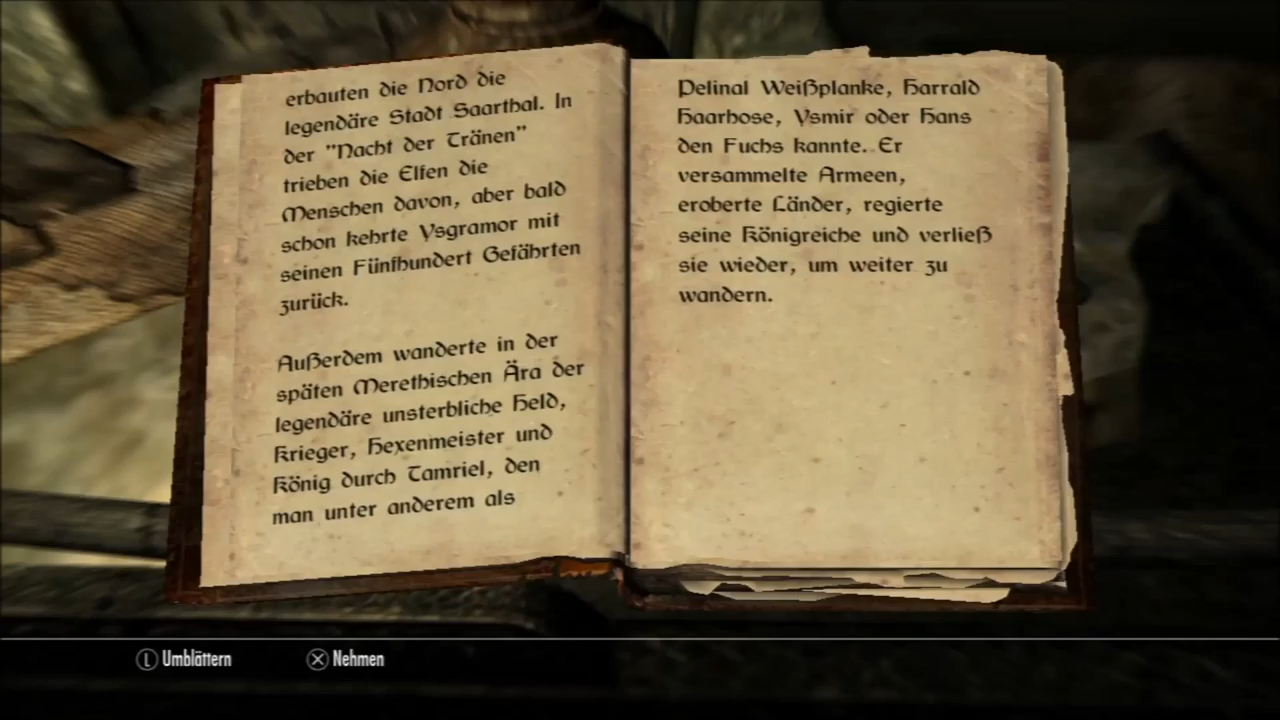 erbauten die Nord die
legendäre Stadt Saarthal. In
der "Nacht der Tränen"
trieben die Elfen die
Menschen davon, aber bald
schon kehrte Ysgramor mit
seinen Fünfhundert Gefährten
zurück.
Außerdem wanderte in der
späten Merethischen Ära der
legendäre unsterbliche Held,
Krieger, Hexenmeister und
König durch Tamriel, den
man unter anderem als
Pelinal Weißplanke, Harrald
Haarhose, Ysmir oder Hans
den Fuchs kannte. Er
versammelte Armeen,
eroberte Länder, regierte
seine Königreiche und verließ
sie wieder, um weiter zu
wandern.
L Umblättern
X Nehmen